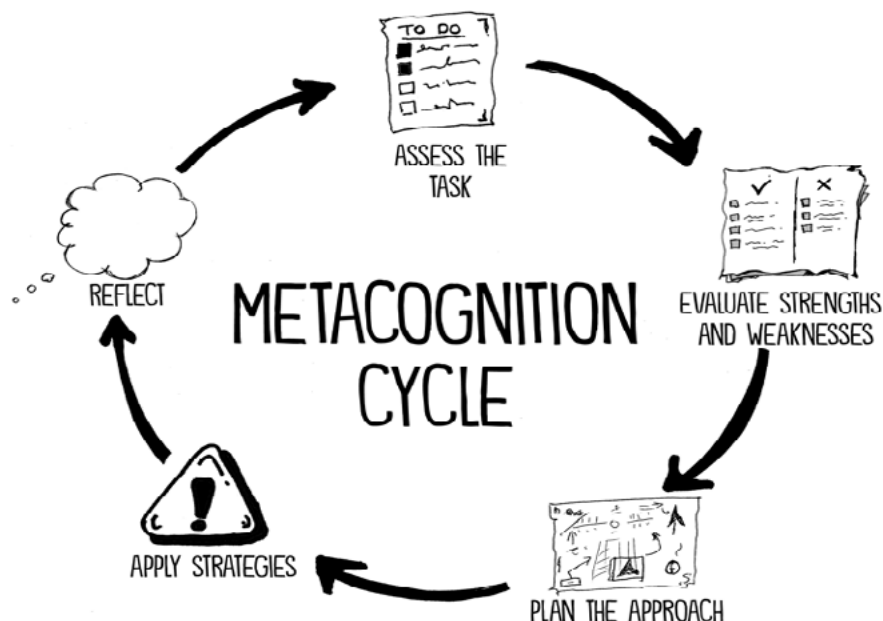 TO DO
ASSESS THE
TASK
EVALUATE STRENGTHS
AND WEAKNESSES
PLAN THE APPROACH
APPLY STRATEGIES
REFLECT
METACOGNITION
CYCLE